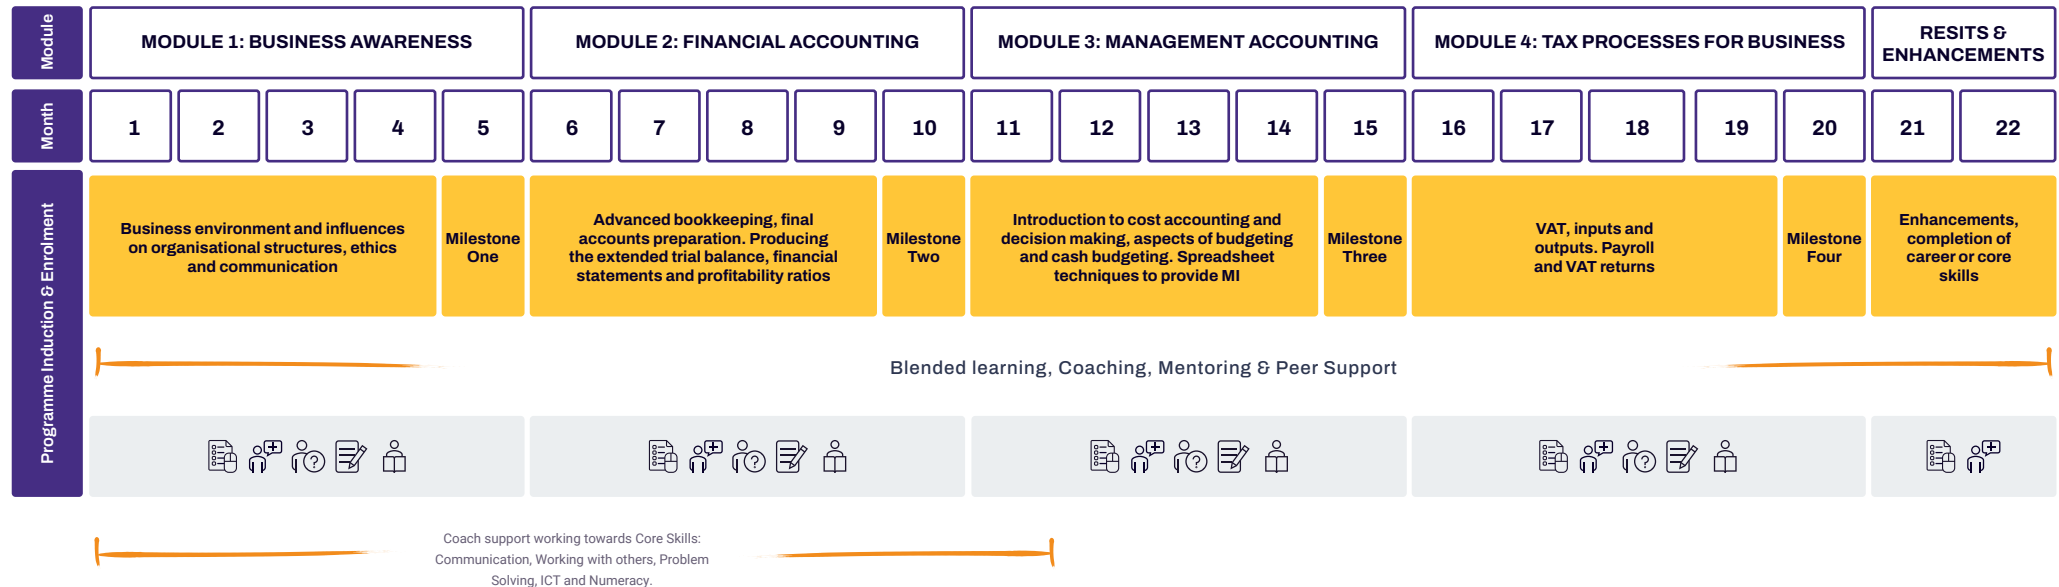 Module
MODULE 1: BUSINESS AWARENESS
MODULE 2: FINANCIAL ACCOUNTING
MODULE 3: MANAGEMENT ACCOUNTING
MODULE 4: TAX PROCESSES FOR BUSINESS
RESITS &
ENHANCEMENTS
Month
1
2
3
4
5
6
7
8
9
10
11
12
13
14
15
16
17
18
19
20
21
22
Programme Induction & Enrolment
Business environment and influences
on organisational structures, ethics
and communication
Milestone
One
Advanced bookkeeping, final
accounts preparation. Producing
the extended trial balance, financial
statements and profitability ratios
Milestone
Two
Introduction to cost accounting and
decision making, aspects of budgeting
and cash budgeting. Spreadsheet
techniques to provide MI
Milestone
Three
VAT, inputs and
outputs. Payroll
and VAT returns
Milestone
Four
Enhancements,
completion of
career or core
skills
Blended learning, Coaching, Mentoring & Peer Support
Coach support working towards Core Skills:
Communication, Working with others, Problem
Solving, ICT and Numeracy.